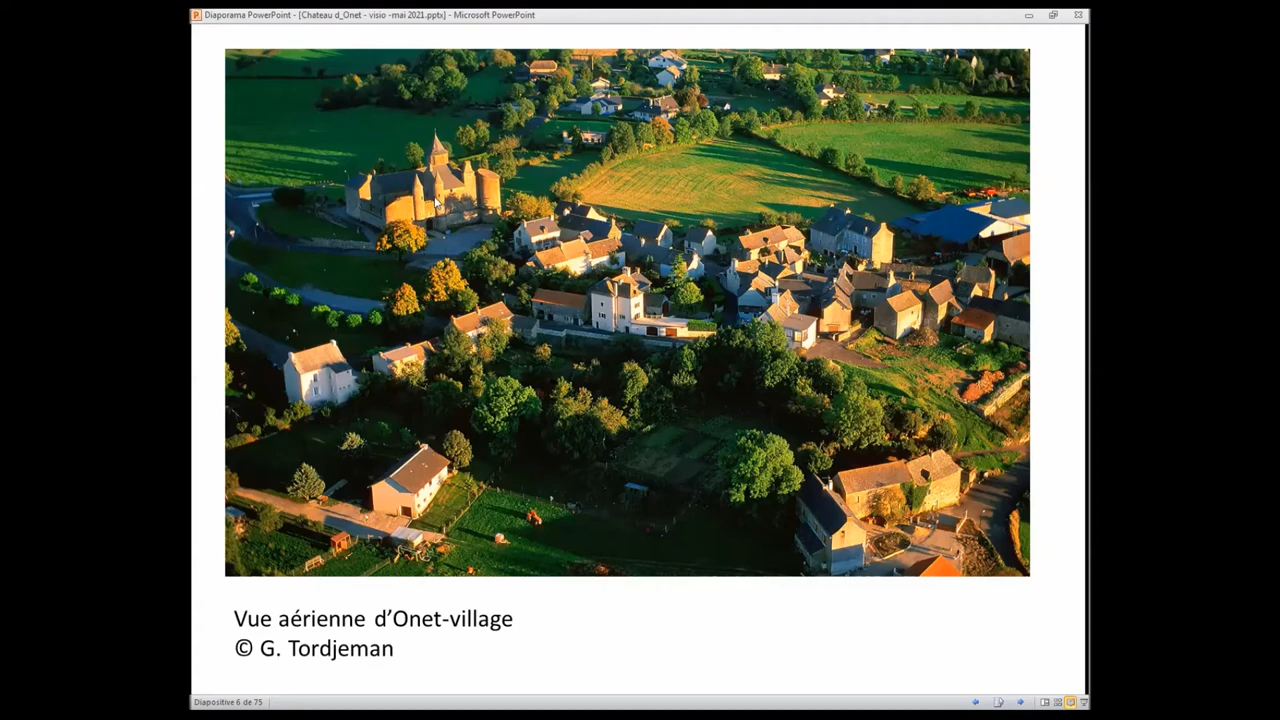 Diaporama PowerPoint - [Chateau d_Onet - visio -mai 2021.pptx] - Microsoft PowerPoint
Vue aérienne d’Onet-village
© G. Tordjeman
Diapositive 6 de 75